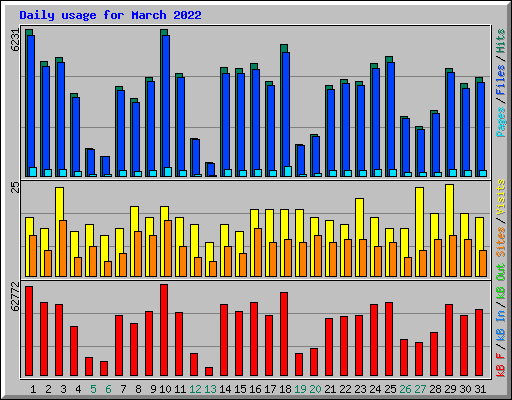 Daily usage for March 2022
6231
Pages / Files / Hits
25
Sites / Visits
62772
kB F / kB In / kB Out
1 2 3 4 5 6 7 8 9 10 11 12 13 14 15 16 17 18 19 20 21 22 23 24 25 26 27 28 29 30 31